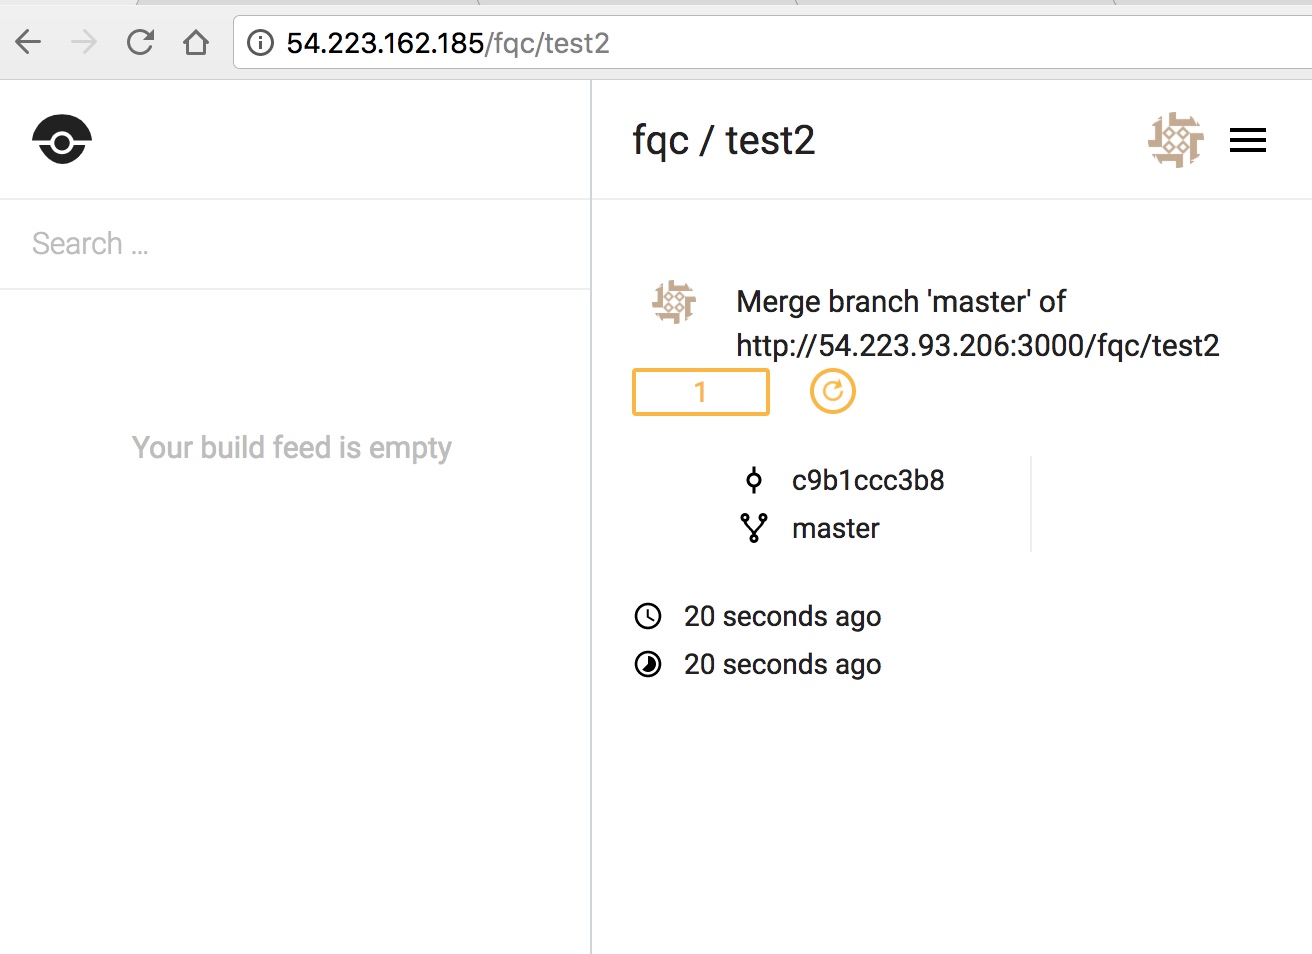 54.223.162.185/fqc/test2
fqc / test2
Search ...
Your build feed is empty
Merge branch 'master' of
http://54.223.93.206:3000/fqc/test2
1
c9b1ccc3b8
master
20 seconds ago
20 seconds ago